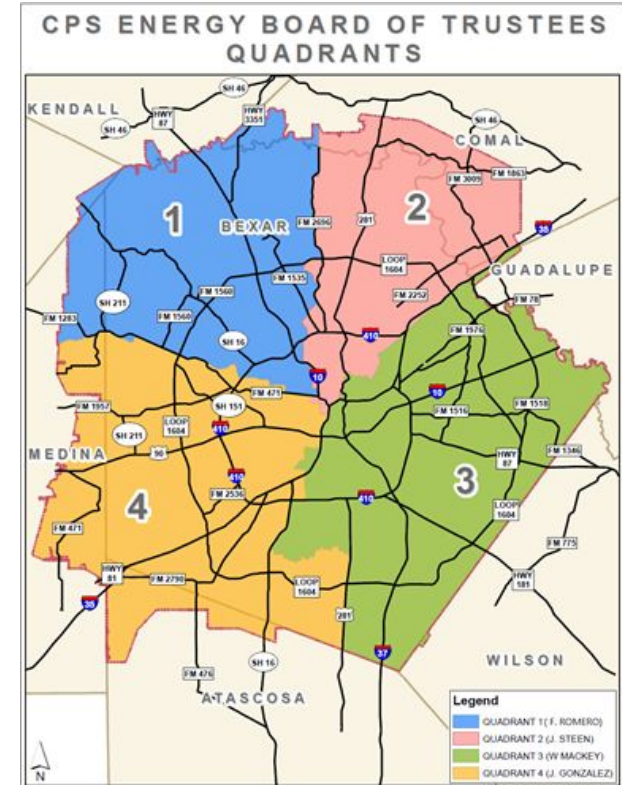 CPS ENERGY BOARD OF TRUSTEES
QUADRANTS
SH 46
KENDALL
HWY
87
HWY
3351
SH 46
SH 46
COMAL
FM 3009
FM 1863
1
BEXAR
FM 2696
281
2
35
LOOP
1604
GUADALUPE
FM 1535
FM 1560
FM 2252
FM 78
SH 211
FM 1283
FM 1560
SH 16
410
FM 1976
10
FM 471
10
FM 1957
SH 151
FM 1516
FM 1518
SH 211
LOOP
1604
410
MEDINA
90
HWY
87
FM 1346
410
FM 2536
410
3
4
LOOP
1604
FM 471
FM 775
HWY
81
FM 2790
LOOP
1604
HWY
181
35
281
37
SH 16
WILSON
FM 476
ATASCOSA
Legend
QUADRANT 1( F. ROMERO)
QUADRANT 2 (J. STEEN)
QUADRANT 3 (W MACKEY)
QUADRANT 4 (J. GONZALEZ)
N